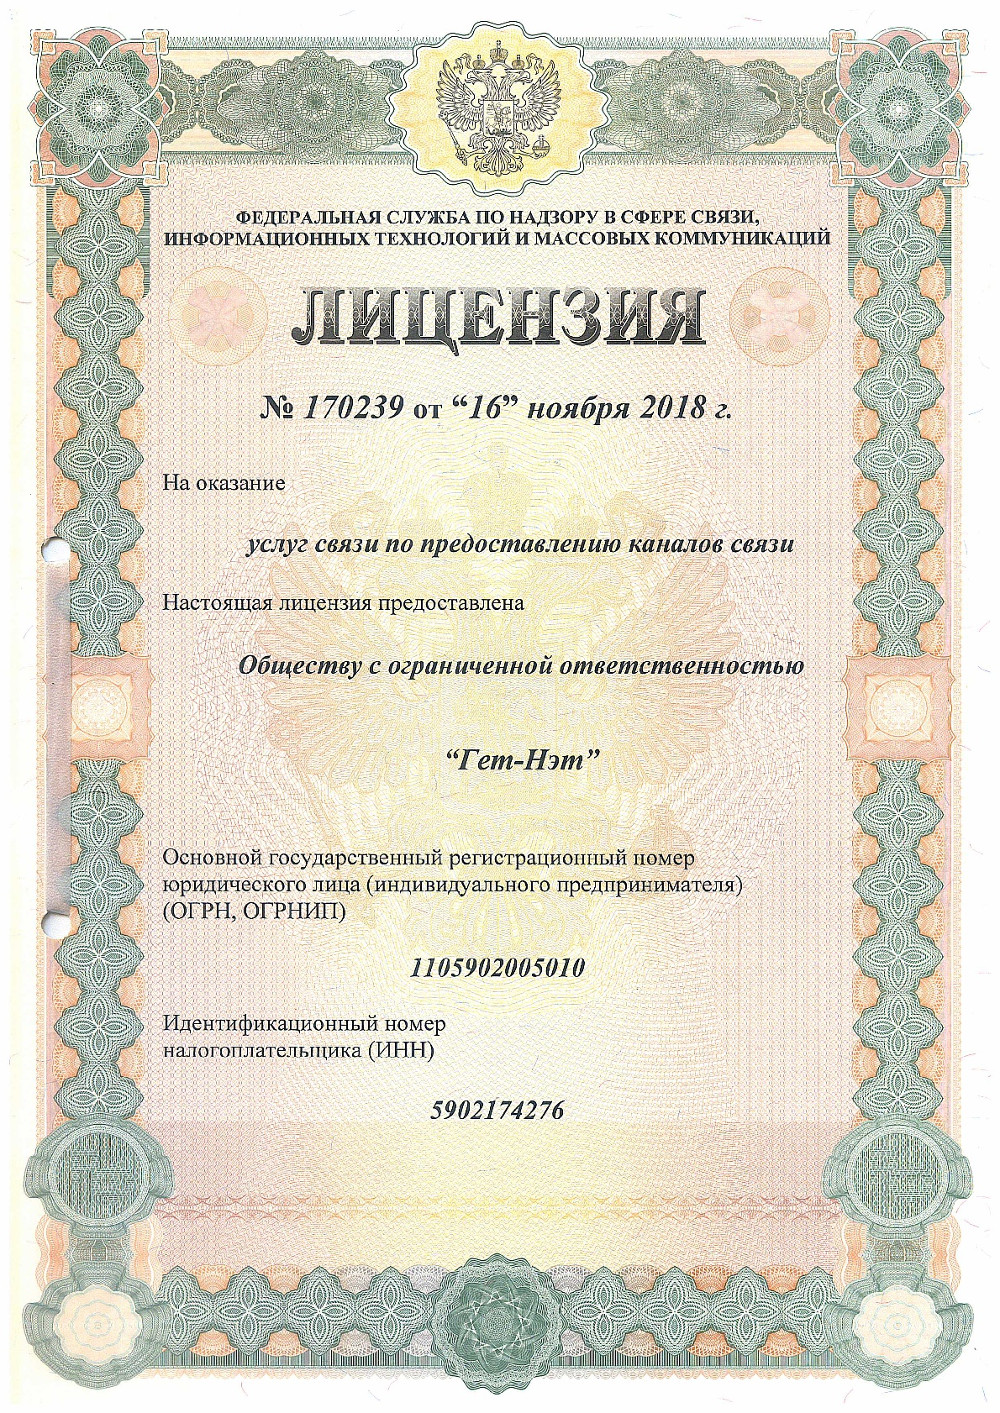 ФЕДЕРАЛЬНАЯ СЛУЖБА ПО НАДЗОРУ В СФЕРЕ СВЯЗИ,
ИНФОРМАЦИОННЫХ ТЕХНОЛОГИЙ И МАССОВЫХ КОММУНИКАЦИЙ
ЛИЦЕНЗИЯ
№ 170239 от “16” ноября 2018 г.
На оказание
услуг связи по предоставлению каналов связи
Настоящая лицензия предоставлена
Обществу с ограниченной ответственностью
“Гет-Нэт”
Основной государственный регистрационный номер
юридического лица (индивидуального предпринимателя)
(ОГРН, ОГРНИП)
1105902005010
Идентификационный номер
налогоплательщика (ИНН)
5902174276